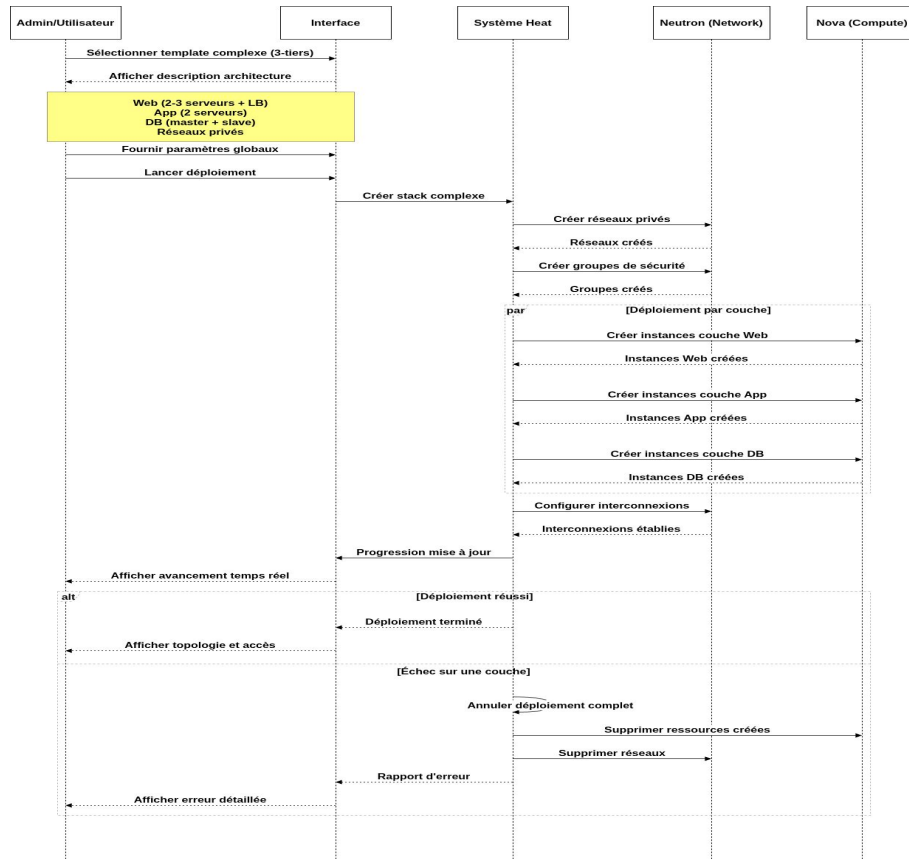 Admin/Utilisateur
Interface
Système Heat
Neutron (Network)
Nova (Compute)
Sélectionner template complexe (3-tiers)
Afficher description architecture
Web (2-3 serveurs + LB)
App (2 serveurs)
DB (master + slave)
Réseaux privés
Fournir paramètres globaux
Lancer déploiement
Créer stack complexe
Créer réseaux privés
Réseaux créés
Créer groupes de sécurité
Groupes créés
par
[Déploiement par couche]
Créer instances couche Web
Instances Web créées
Créer instances couche App
Instances App créées
Créer instances couche DB
Instances DB créées
Configurer interconnexions
Interconnexions établies
Progression mise à jour
Afficher avancement temps réel
alt
[Déploiement réussi]
Déploiement terminé
Afficher topologie et accès
[Échec sur une couche]
Annuler déploiement complet
Supprimer ressources créées
Supprimer réseaux
Rapport d'erreur
Afficher erreur détaillée